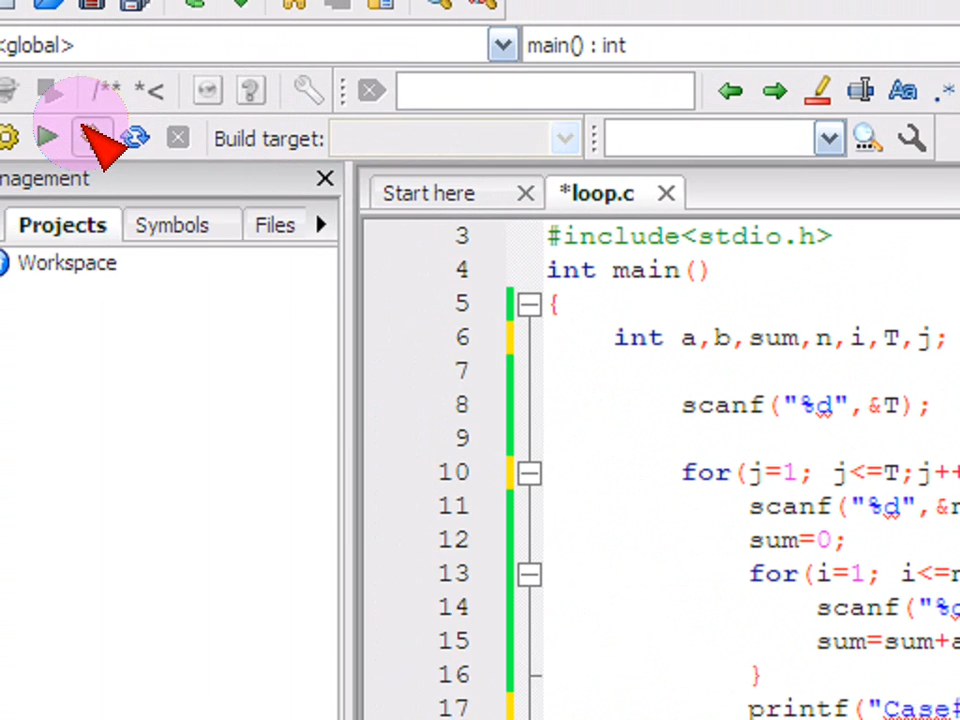 <global>
main() : int
/** *<
Build target:
nagement
Projects Symbols Files
Workspace
Start here *loop.c
3 #include<stdio.h>
4 int main()
5 {
6 int a,b,sum,n,i,T,j;
7
8 scanf("%d",&T);
9
10 for(j=1; j<=T;j++
11 scanf("%d",&
12 sum=0;
13 for(i=1; i<=
14 scanf("%
15 sum=sum+a
16 }
17 printf("Case#